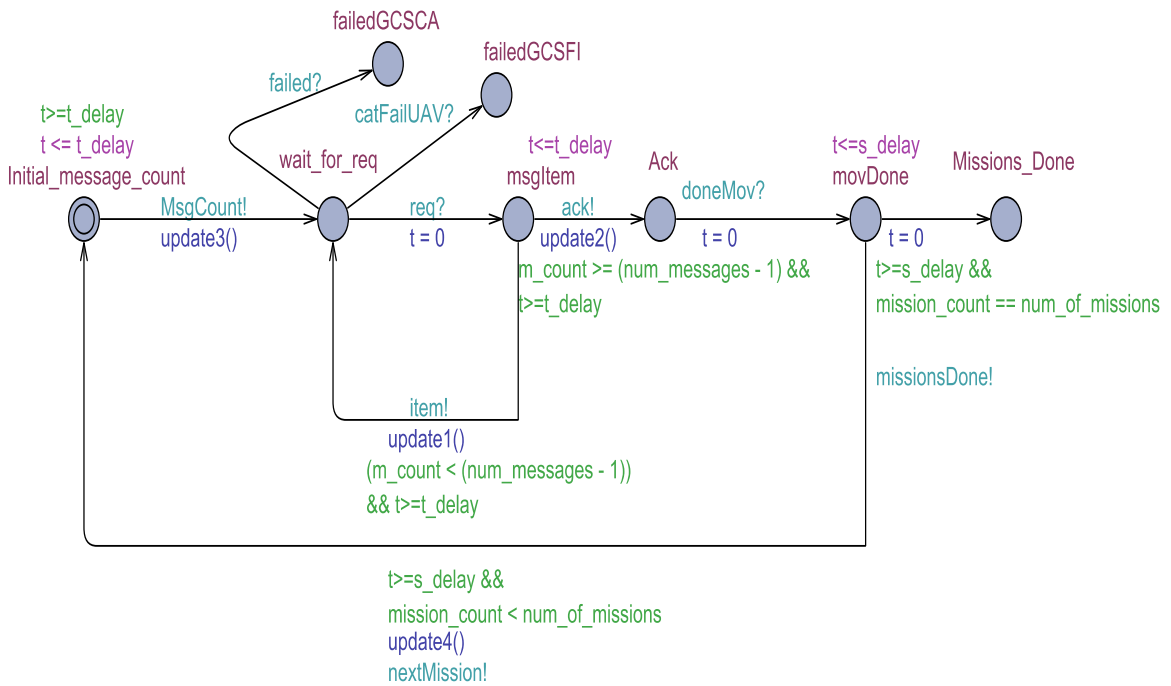 failedGCSCA
failedGCSFI
failed?
catFailUAV?
t>=t_delay
t <= t_delay
Initial_message_count
wait_for_req
t<=t_delay
msgItem
Ack
t<=s_delay
movDone
Missions_Done
MsgCount!
update3()
req?
t = 0
ack!
update2()
m_count >= (num_messages - 1) &&
t>=t_delay
doneMov?
t = 0
t = 0
t>=s_delay &&
mission_count == num_of_missions
missionsDone!
item!
update1()
(m_count < (num_messages - 1))
&& t>=t_delay
t>=s_delay &&
mission_count < num_of_missions
update4()
nextMission!